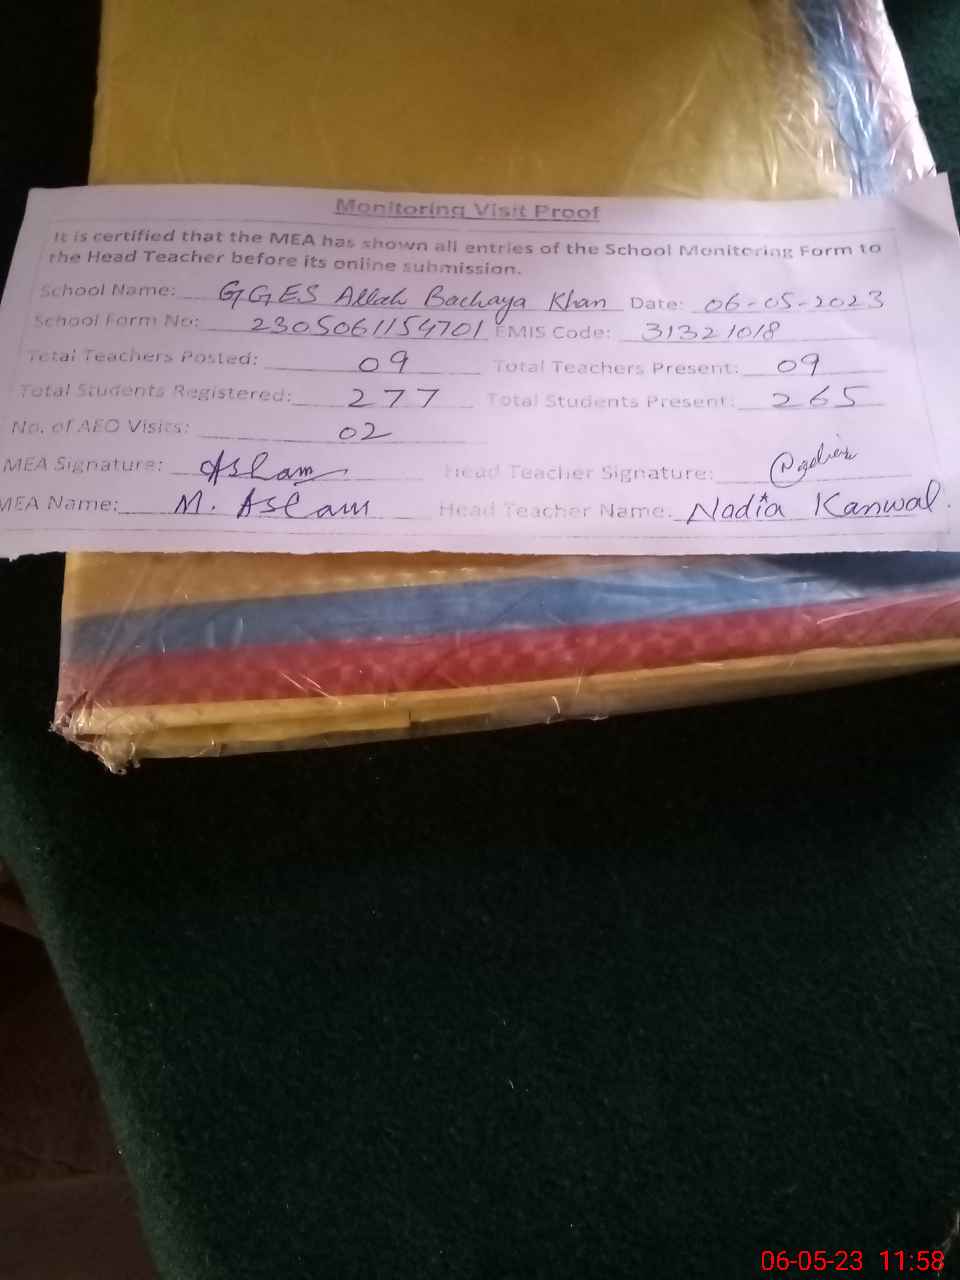 Monitoring Visit Proof
It is certified that the MEA has shown all entries of the School Monitoring Form to
the Head Teacher before its online submission.
School Name: GGES Allah Bachaya Khan Date: 06-05-2023
School Form No: 2305061154701 EMIS Code: 31321018
Total Teachers Posted: 09 Total Teachers Present: 09
Total Students Registered: 277 Total Students Present: 265
No. of AEO Visits: 02
MEA Signature: Aslam Head Teacher Signature:
MEA Name: M. Aslam Head Teacher Name: Nadia Kanwal.
06-05-23 11:58